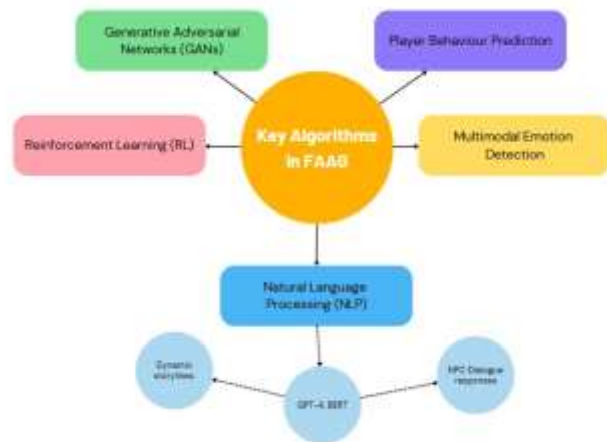 Generative Adversarial
Networks (GANs)
Player Behaviour Prediction
Key Algorithms
in FAAG
Reinforcement Learning (RL)
Multimodal Emotion
Detection
Natural Language
Processing (NLP)
Dynamic
storylines
GPT-4, BERT
NPC Dialogue
responses